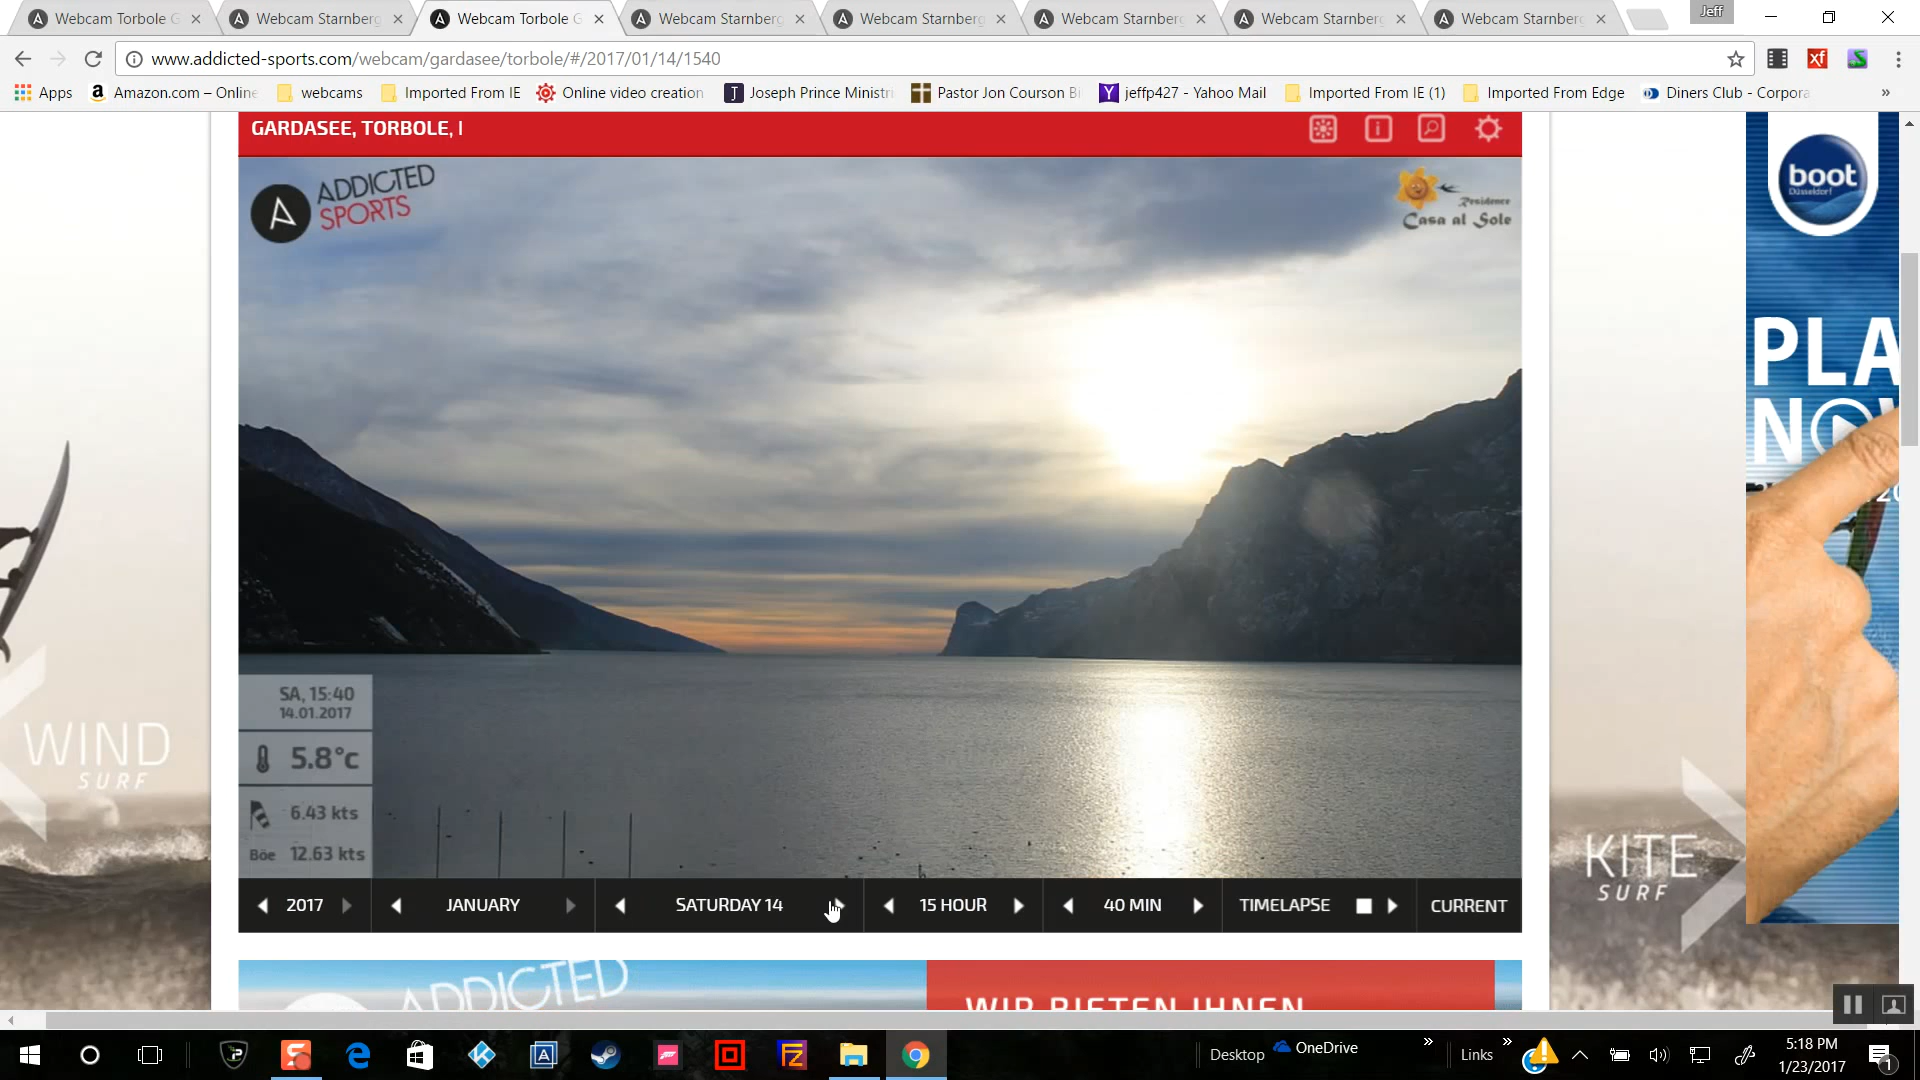 Webcam Torbole G
Webcam Starnberg
Webcam Torbole G
Webcam Starnberg
Webcam Starnberg
Webcam Starnberg
Webcam Starnberg
Webcam Starnberg
Jeff
www.addicted-sports.com/webcam/gardasee/torbole/#/2017/01/14/1540
Apps
Amazon.com – Online
webcams
Imported From IE
Online video creation
Joseph Prince Ministri
Pastor Jon Courson Bi
jeffp427 - Yahoo Mail
Imported From IE (1)
Imported From Edge
Diners Club - Corpora
»
GARDASEE, TORBOLE, I
ADDICTED
SPORTS
Residence
Casa al Sole
boot
Düsseldorf
PLA
NO
WIND
SURF
KITE
SURF
SA, 15:40
14.01.2017
5.8°c
6.43 kts
Böe 12.63 kts
2017
JANUARY
SATURDAY 14
15 HOUR
40 MIN
TIMELAPSE
CURRENT
ADDICTED
WIR BIETEN IHNEN
Desktop
OneDrive
»
Links
»
5:18 PM
1/23/2017
1